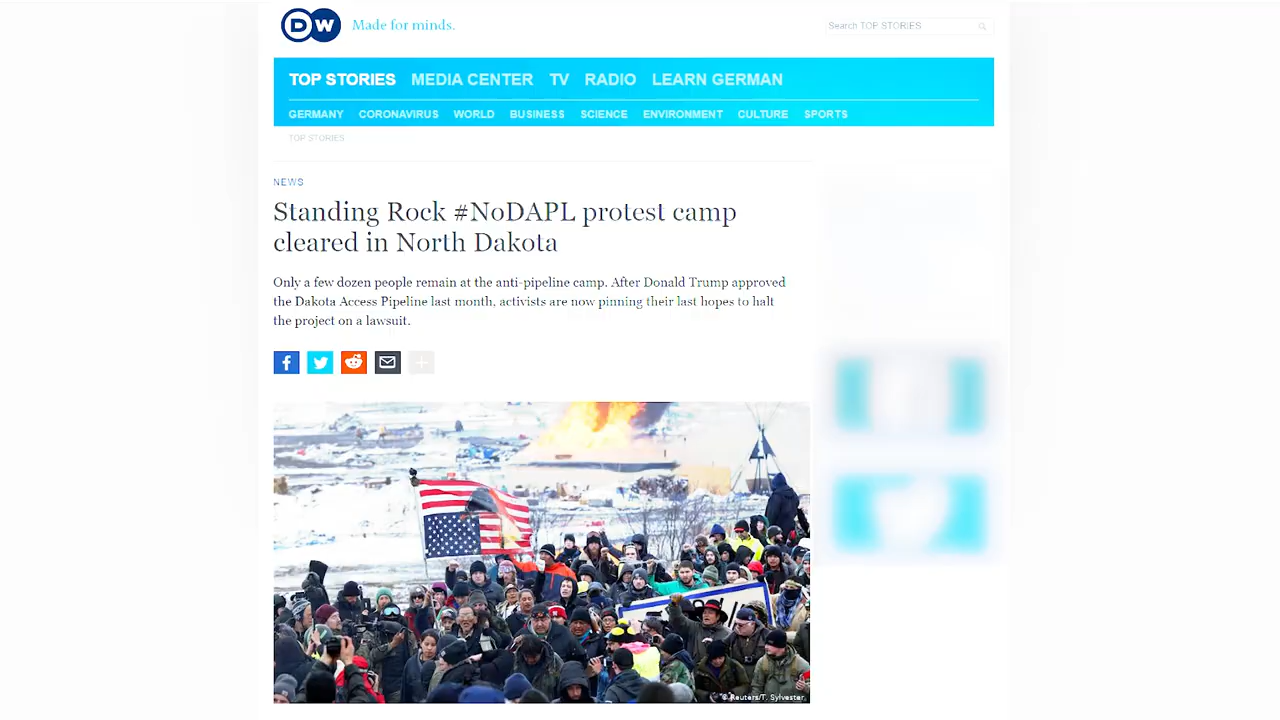 DW Made for minds.
Search TOP STORIES
TOP STORIES MEDIA CENTER TV RADIO LEARN GERMAN
GERMANY CORONAVIRUS WORLD BUSINESS SCIENCE ENVIRONMENT CULTURE SPORTS
TOP STORIES
NEWS
Standing Rock #NoDAPL protest camp
cleared in North Dakota
Only a few dozen people remain at the anti-pipeline camp. After Donald Trump approved
the Dakota Access Pipeline last month, activists are now pinning their last hopes to halt
the project on a lawsuit.
© Reuters/T. Sylvester